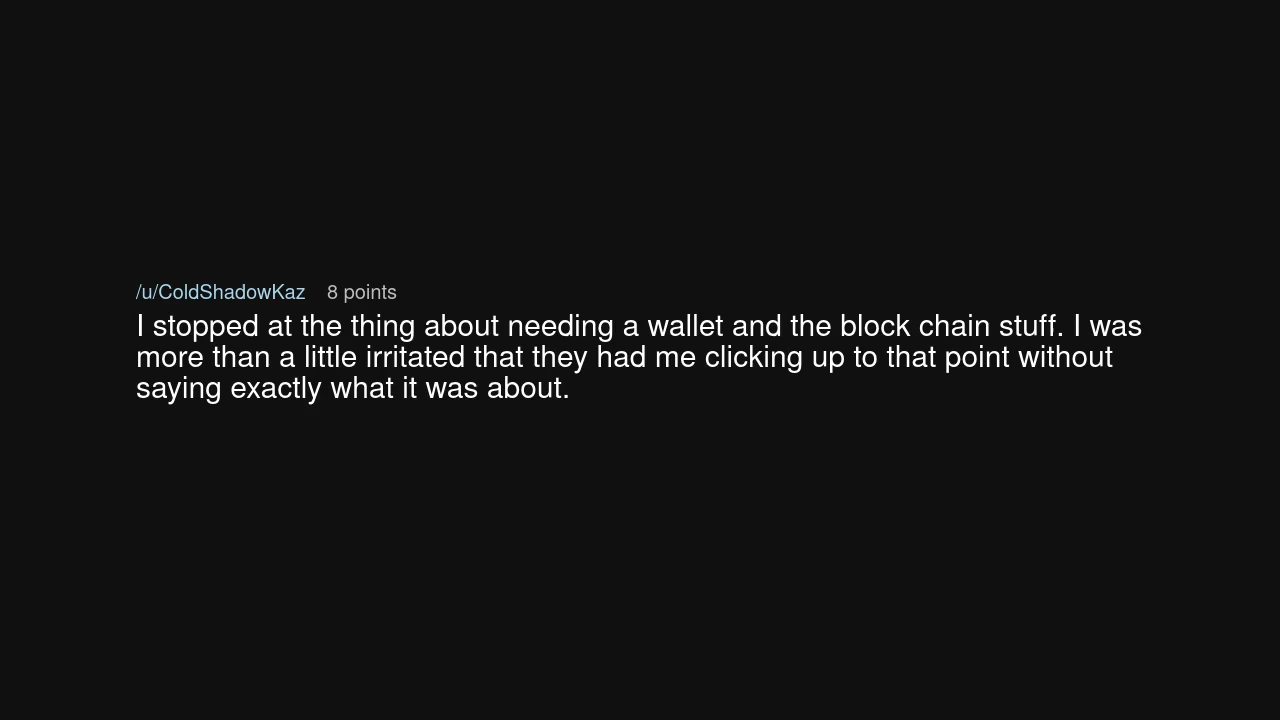 /u/ColdShadowKaz 8 points
I stopped at the thing about needing a wallet and the block chain stuff. I was
more than a little irritated that they had me clicking up to that point without
saying exactly what it was about.